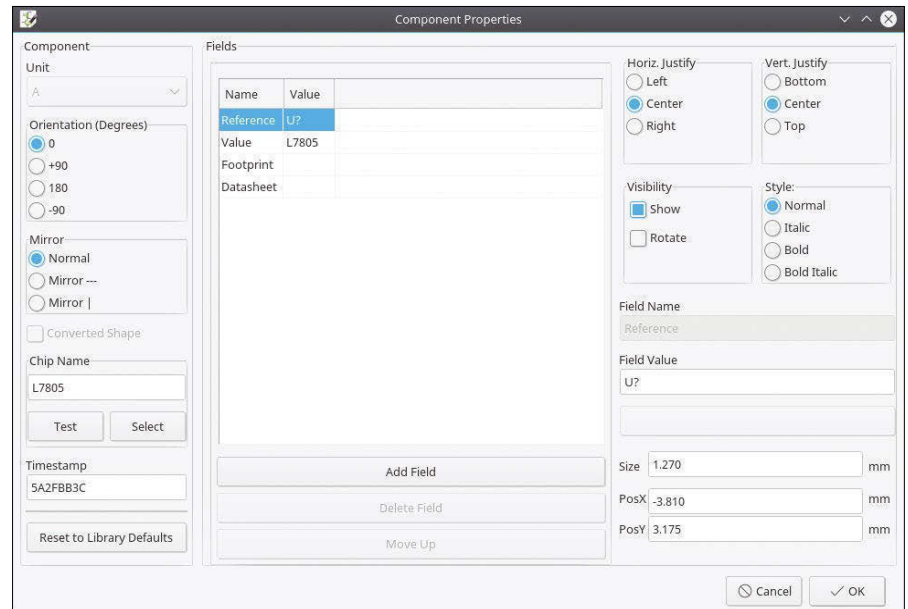 Component Properties
Component
Unit
A
Orientation (Degrees)
0
+90
180
-90
Mirror
Normal
Mirror ---
Mirror |
Converted Shape
Chip Name
L7805
Test Select
Timestamp
5A2FBB3C
Reset to Library Defaults
Fields
Name Value
Reference U?
Value L7805
Footprint
Datasheet
Add Field
Delete Field
Move Up
Horiz. Justify
Left
Center
Right
Vert. Justify
Bottom
Center
Top
Visibility
Show
Rotate
Style:
Normal
Italic
Bold
Bold Italic
Field Name
Reference
Field Value
U?
Size 1.270 mm
PosX -3.810 mm
PosY 3.175 mm
Cancel OK